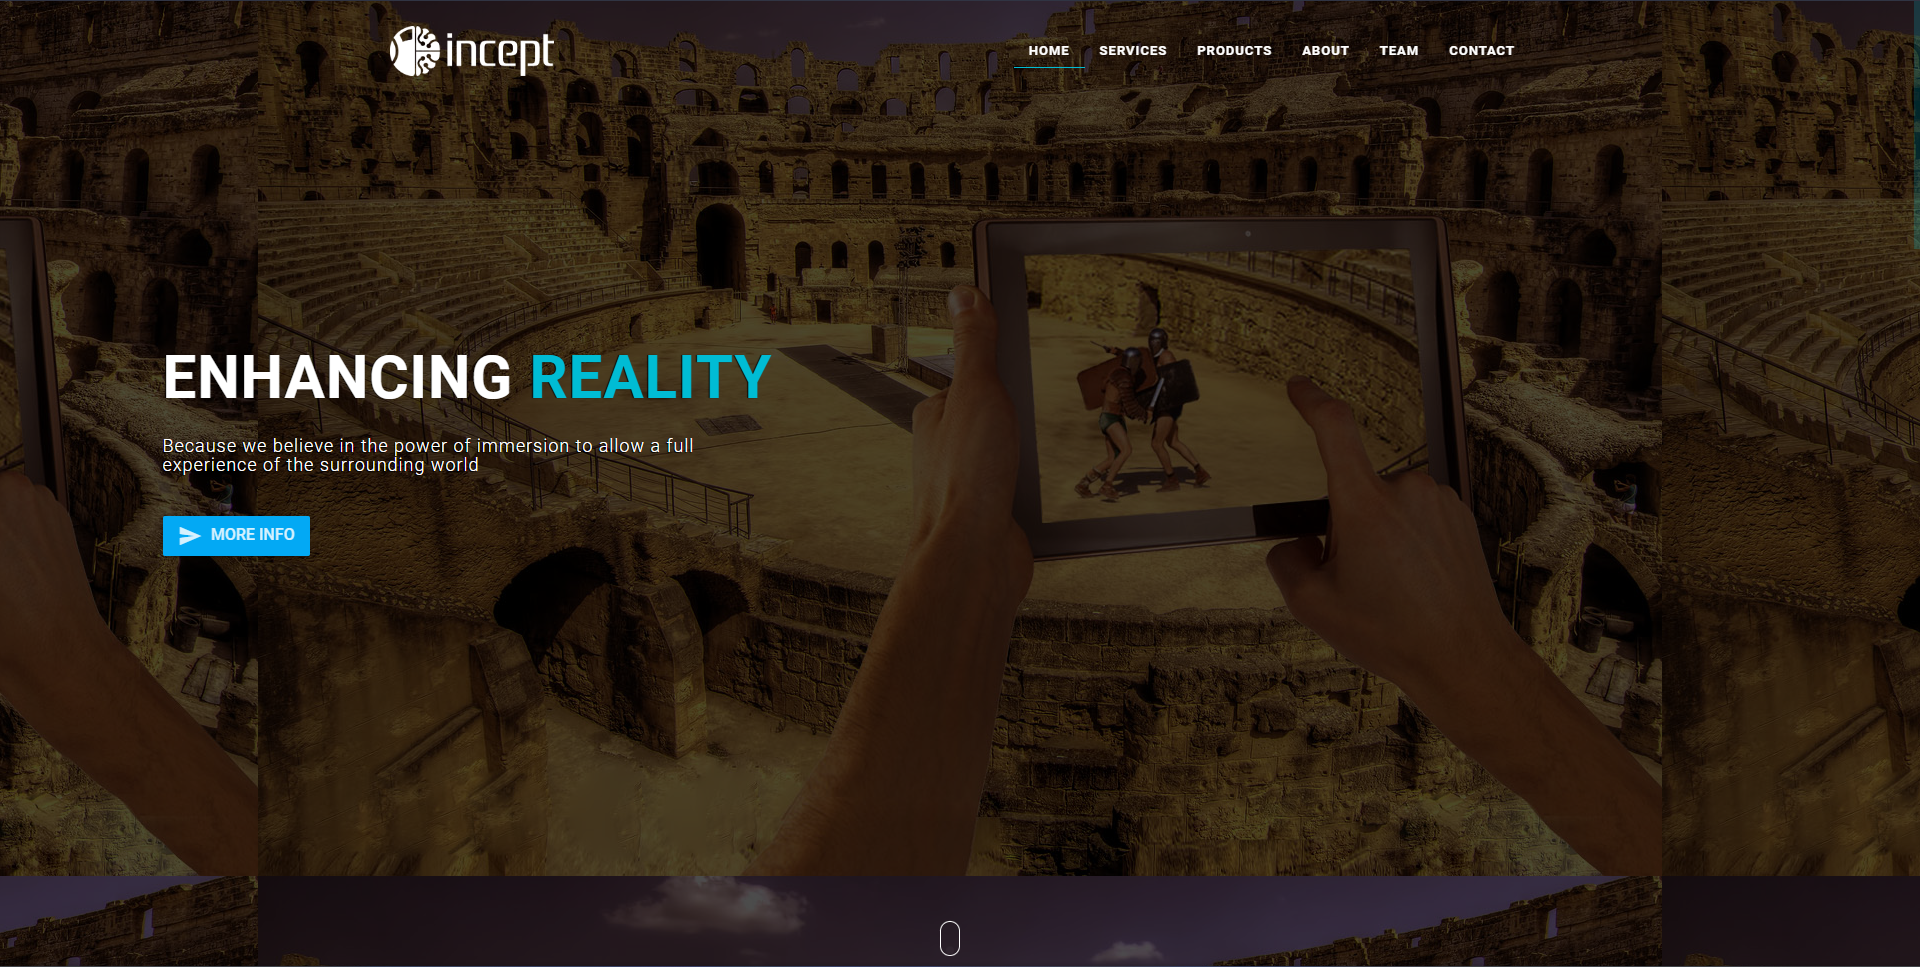 incept
HOME SERVICES PRODUCTS ABOUT TEAM CONTACT
ENHANCING REALITY
Because we believe in the power of immersion to allow a full
experience of the surrounding world
MORE INFO